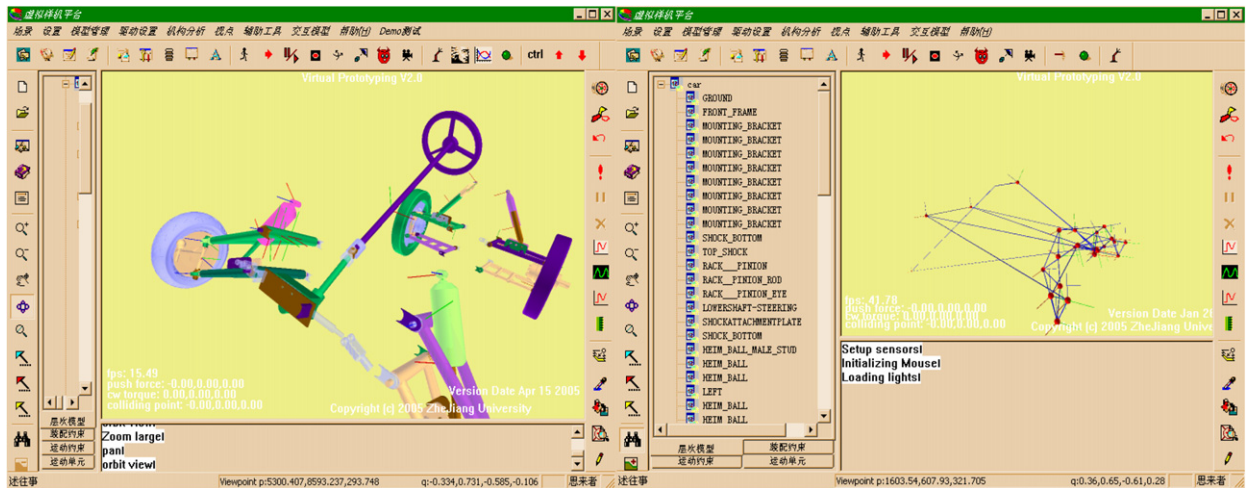 虚拟样机平台
场景 设置 模型管理 驱动设置 机构分析 视点 辅助工具 交互模型 帮助(H) Demo测试
ctrl
Virtual Prototyping V2.0
fps: 15.49
push force: -0.00,0.00,0.00
cw torque: 0.00,0.00,0.00
colliding point: -0.00,0.00,0.00
Version Date Apr 15 2005
Copyright (c) 2005 ZheJiang University
层次模型
装配约束
运动约束
运动单元
Zoom large!
pan!
orbit view!
述往事
Viewpoint p:5300.407,8593.237,293.748
q:-0.334,0.731,-0.585,-0.106
思来者
虚拟样机平台
场景 设置 模型管理 驱动设置 机构分析 视点 辅助工具 交互模型 帮助(H)
car
GROUND
FRONT_FRAME
MOUNTING_BRACKET
MOUNTING_BRACKET
MOUNTING_BRACKET
MOUNTING_BRACKET
MOUNTING_BRACKET
MOUNTING_BRACKET
MOUNTING_BRACKET
MOUNTING_BRACKET
SHOCK_BOTTOM
TOP_SHOCK
RACK___PINION
RACK__PINION_ROD
RACK__PINION_EYE
LOWERSHAFT-STEERING
SHOCKATTACHMENTPLATE
SHOCK_BOTTOM
HEIM_BALL_MALE_STUD
HEIM_BALL
HEIM_BALL
LEFT
HEIM_BALL
HEIM BALL
层次模型
装配约束
运动约束
运动单元
Virtual Prototyping V2.0
fps: 41.78
push force: -0.00,0.00,0.00
cw torque: 0.00,0.00,0.00
colliding point: -0.00,0.00,0.00
Version Date Jan 2
Copyright (c) 2005 ZheJiang Univer
Setup sensors!
Initializing Mouse!
Loading lights!
述往事
Viewpoint p:1603.54,607.93,321.705
q:0.36,0.65,-0.61,0.28
思来者